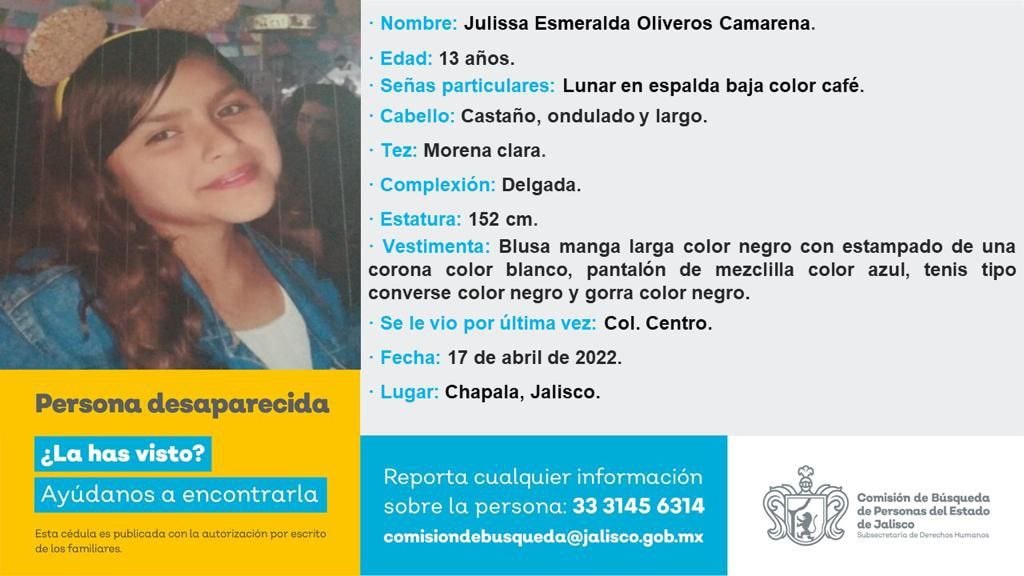 · Nombre: Julissa Esmeralda Oliveros Camarena.
· Edad: 13 años.
· Señas particulares: Lunar en espalda baja color café.
· Cabello: Castaño, ondulado y largo.
· Tez: Morena clara.
· Complexión: Delgada.
· Estatura: 152 cm.
· Vestimenta: Blusa manga larga color negro con estampado de una
corona color blanco, pantalón de mezclilla color azul, tenis tipo
converse color negro y gorra color negro.
· Se le vio por última vez: Col. Centro.
· Fecha: 17 de abril de 2022.
· Lugar: Chapala, Jalisco.
Persona desaparecida
¿La has visto?
Ayúdanos a encontrarla
Esta cédula es publicada con la autorización por escrito
de los familiares.
Reporta cualquier información
sobre la persona: 33 3145 6314
comisiondebusqueda@jalisco.gob.mx
Comisión de Búsqueda
de Personas del Estado
de Jalisco
Subsecretaría de Derechos Humanos